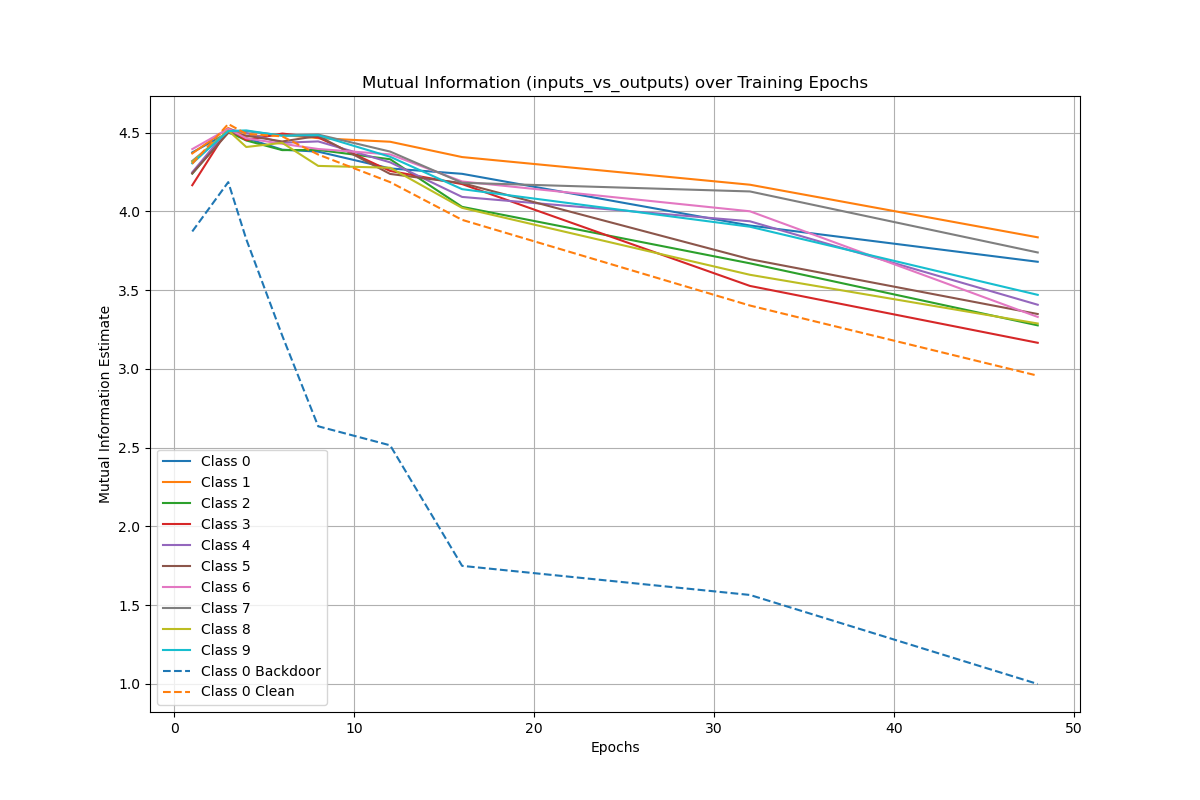 Mutual Information (inputs_vs_outputs) over Training Epochs
Mutual Information Estimate
4.5
4.0
3.5
3.0
2.5
2.0
1.5
1.0
Class 0
Class 1
Class 2
Class 3
Class 4
Class 5
Class 6
Class 7
Class 8
Class 9
Class 0 Backdoor
Class 0 Clean
0 10 20 30 40 50
Epochs